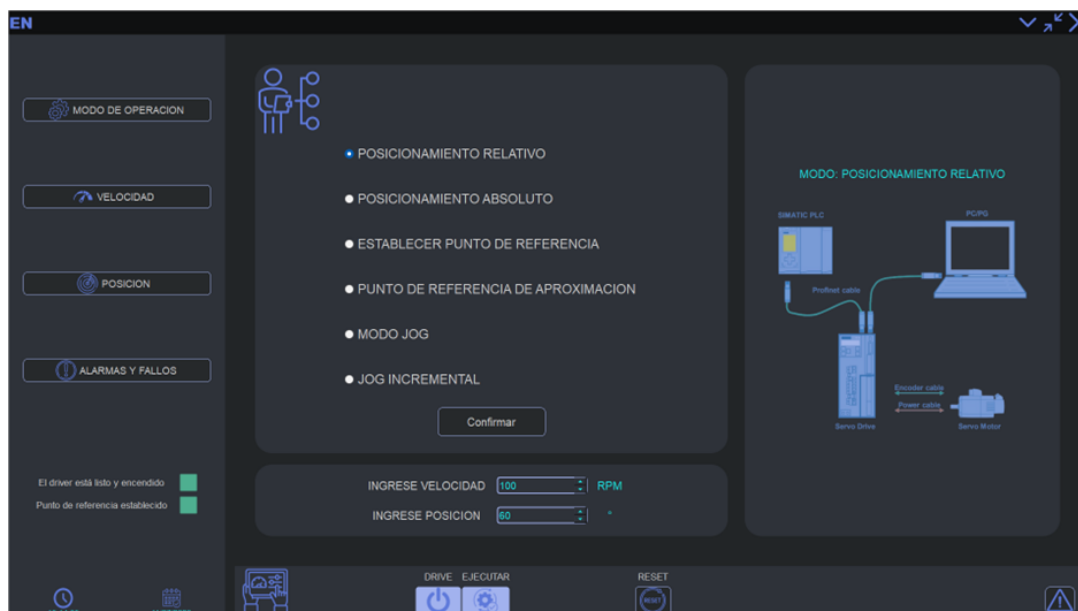 EN
MODO DE OPERACION
VELOCIDAD
POSICION
ALARMAS Y FALLOS
El driver está listo y encendido
Punto de referencia establecido
POSICIONAMIENTO RELATIVO
POSICIONAMIENTO ABSOLUTO
ESTABLECER PUNTO DE REFERENCIA
PUNTO DE REFERENCIA DE APROXIMACION
MODO JOG
JOG INCREMENTAL
Confirmar
INGRESE VELOCIDAD 100 RPM
INGRESE POSICION 60 °
MODO: POSICIONAMIENTO RELATIVO
SIMATIC PLC
PC/PG
Profinet cable
Encoder cable
Power cable
Servo Drive
Servo Motor
DRIVE EJECUTAR
RESET
RESET